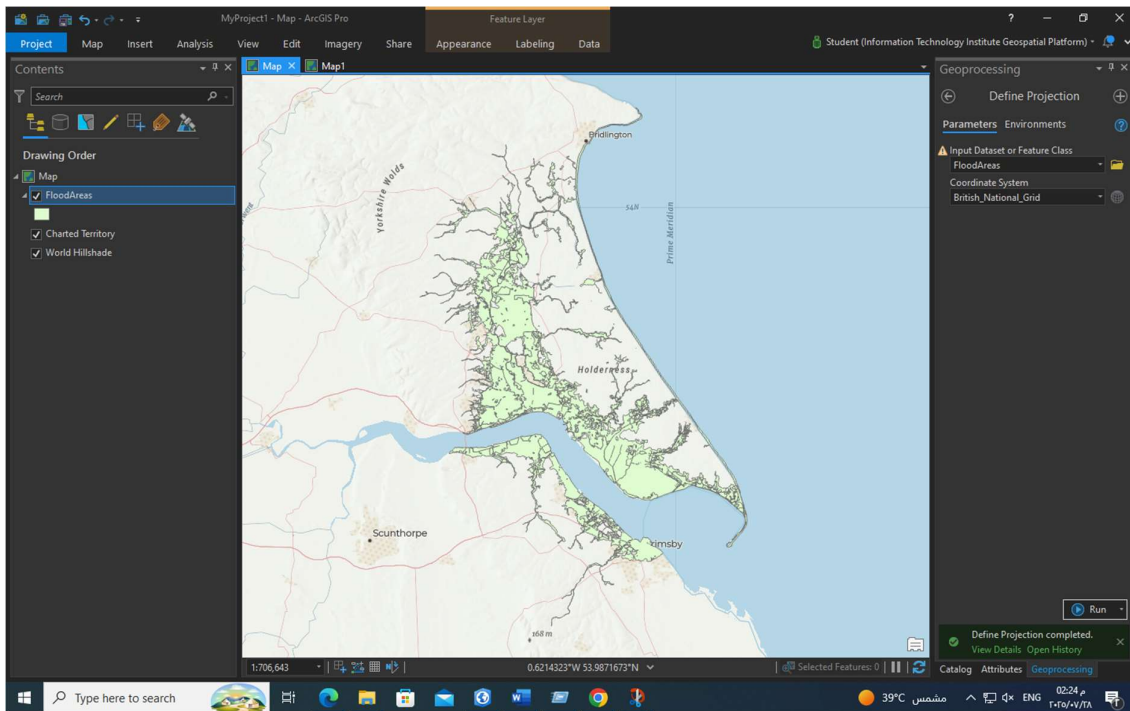 MyProject1 - Map - ArcGIS Pro
Feature Layer
?
Project Map Insert Analysis View Edit Imagery Share Appearance Labeling Data
Student (Information Technology Institute Geospatial Platform)
Contents
Map
Map1
Search
Drawing Order
Map
FloodAreas
Charted Territory
World Hillshade
Bridlington
Yorkshire Wolds
54N
Prime Meridian
Holderness
Scunthorpe
rimsby
168 m
1:706,643
0.6214323°W 53.9871673°N
Selected Features: 0
Geoprocessing
Define Projection
Parameters Environments
Input Dataset or Feature Class
FloodAreas
Coordinate System
British_National_Grid
Run
Define Projection completed.
View Details Open History
Catalog Attributes Geoprocessing
Type here to search
39°C مشمس
ENG
02:24 م
٢٠٢٥/٠٧/٢٨